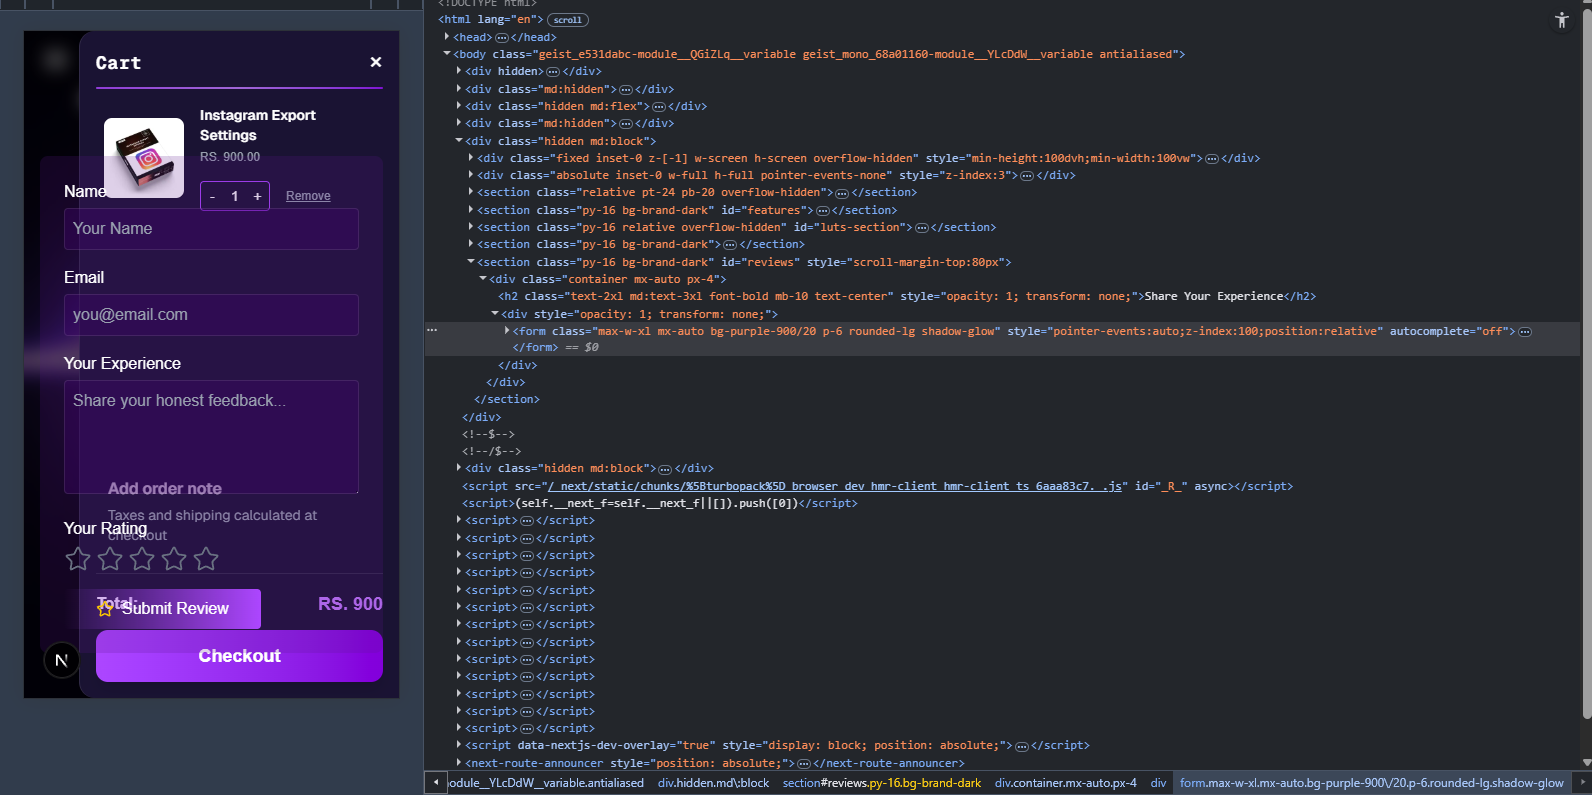 Cart
×
Instagram Export
Settings
RS. 900.00
- 1 +
Remove
Name
Your Name
Email
you@email.com
Your Experience
Share your honest feedback...
Add order note
Taxes and shipping calculated at
checkout
Your Rating
Total:
Submit Review
RS. 900
Checkout
N
<!DOCTYPE html>
<html lang="en"> scroll
<head> ⋯ </head>
<body class="geist_e531dabc-module__QGiZLq__variable geist_mono_68a01160-module__YLcDdW__variable antialiased">
<div hidden> ⋯ </div>
<div class="md:hidden"> ⋯ </div>
<div class="hidden md:flex"> ⋯ </div>
<div class="md:hidden"> ⋯ </div>
<div class="hidden md:block">
<div class="fixed inset-0 z-[-1] w-screen h-screen overflow-hidden" style="min-height:100dvh;min-width:100vw"> ⋯ </div>
<div class="absolute inset-0 w-full h-full pointer-events-none" style="z-index:3"> ⋯ </div>
<section class="relative pt-24 pb-20 overflow-hidden"> ⋯ </section>
<section class="py-16 bg-brand-dark" id="features"> ⋯ </section>
<section class="py-16 relative overflow-hidden" id="luts-section"> ⋯ </section>
<section class="py-16 bg-brand-dark"> ⋯ </section>
<section class="py-16 bg-brand-dark" id="reviews" style="scroll-margin-top:80px">
<div class="container mx-auto px-4">
<h2 class="text-2xl md:text-3xl font-bold mb-10 text-center" style="opacity: 1; transform: none;">Share Your Experience</h2>
<div style="opacity: 1; transform: none;">
<form class="max-w-xl mx-auto bg-purple-900/20 p-6 rounded-lg shadow-glow" style="pointer-events:auto;z-index:100;position:relative" autocomplete="off"> ⋯
</form> == $0
</div>
</div>
</section>
</div>
<!--$-->
<!--/$-->
<div class="hidden md:block"> ⋯ </div>
<script src="/_next/static/chunks/%5Bturbopack%5D_browser_dev_hmr-client_hmr-client_ts_6aaa83c7._.js" id="_R_" async></script>
<script>(self.__next_f=self.__next_f||[]).push([0])</script>
<script> ⋯ </script>
<script> ⋯ </script>
<script> ⋯ </script>
<script> ⋯ </script>
<script> ⋯ </script>
<script> ⋯ </script>
<script> ⋯ </script>
<script> ⋯ </script>
<script> ⋯ </script>
<script> ⋯ </script>
<script> ⋯ </script>
<script> ⋯ </script>
<script> ⋯ </script>
<script data-nextjs-dev-overlay="true" style="display: block; position: absolute;"> ⋯ </script>
<next-route-announcer style="position: absolute;"> ⋯ </next-route-announcer>
odule__YLcDdW__variable.antialiased div.hidden.md\:block section#reviews.py-16.bg-brand-dark div.container.mx-auto.px-4 div form.max-w-xl.mx-auto.bg-purple-900\/20.p-6.rounded-lg.shadow-glow